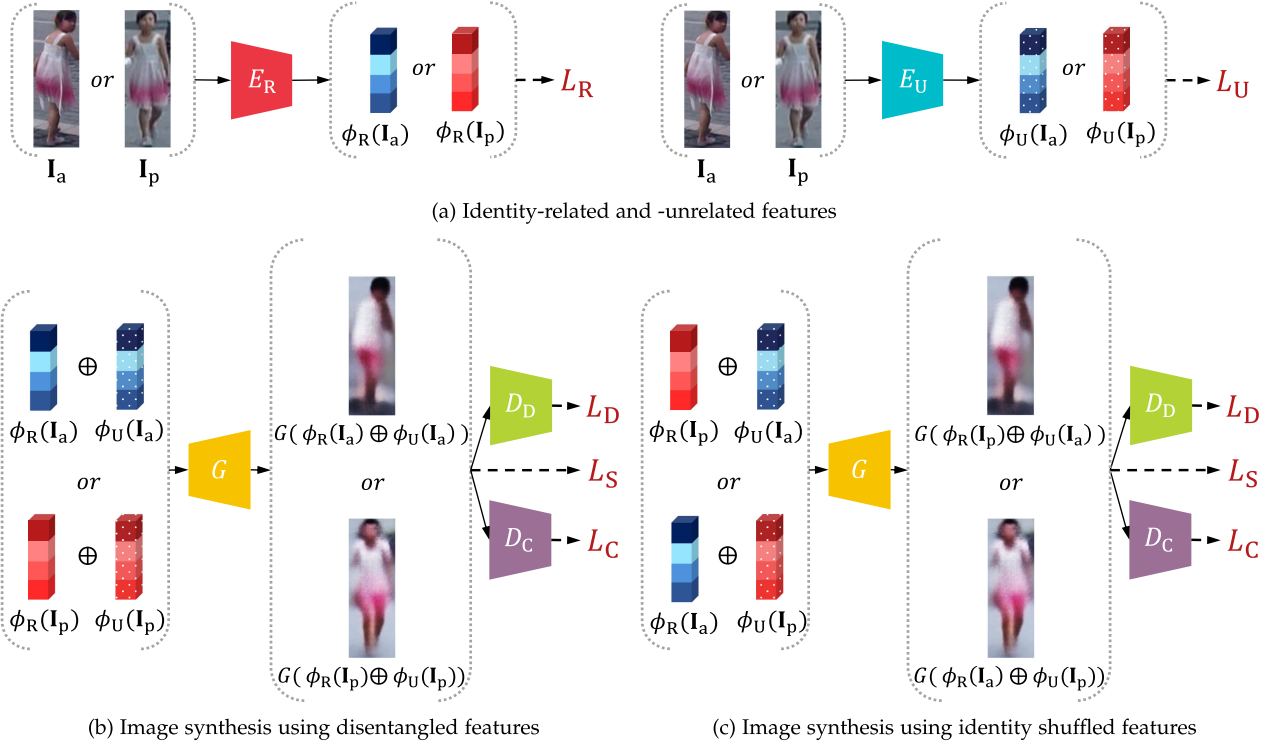 or E_R or L_R
ϕ_R(I_a) ϕ_R(I_p)
I_a I_p
or E_U or L_U
ϕ_U(I_a) ϕ_U(I_p)
I_a I_p
(a) Identity-related and -unrelated features
⊕
ϕ_R(I_a) ϕ_U(I_a)
or
⊕
ϕ_R(I_p) ϕ_U(I_p)
G
G( ϕ_R(I_a) ⊕ ϕ_U(I_a) )
or
G( ϕ_R(I_p)⊕ ϕ_U(I_p))
D_D L_D
L_S
D_C L_C
(b) Image synthesis using disentangled features
⊕
ϕ_R(I_p) ϕ_U(I_a)
or
⊕
ϕ_R(I_a) ϕ_U(I_p)
G
G( ϕ_R(I_p)⊕ ϕ_U(I_a) )
or
G( ϕ_R(I_a) ⊕ ϕ_U(I_p))
D_D L_D
L_S
D_C L_C
(c) Image synthesis using identity shuffled features